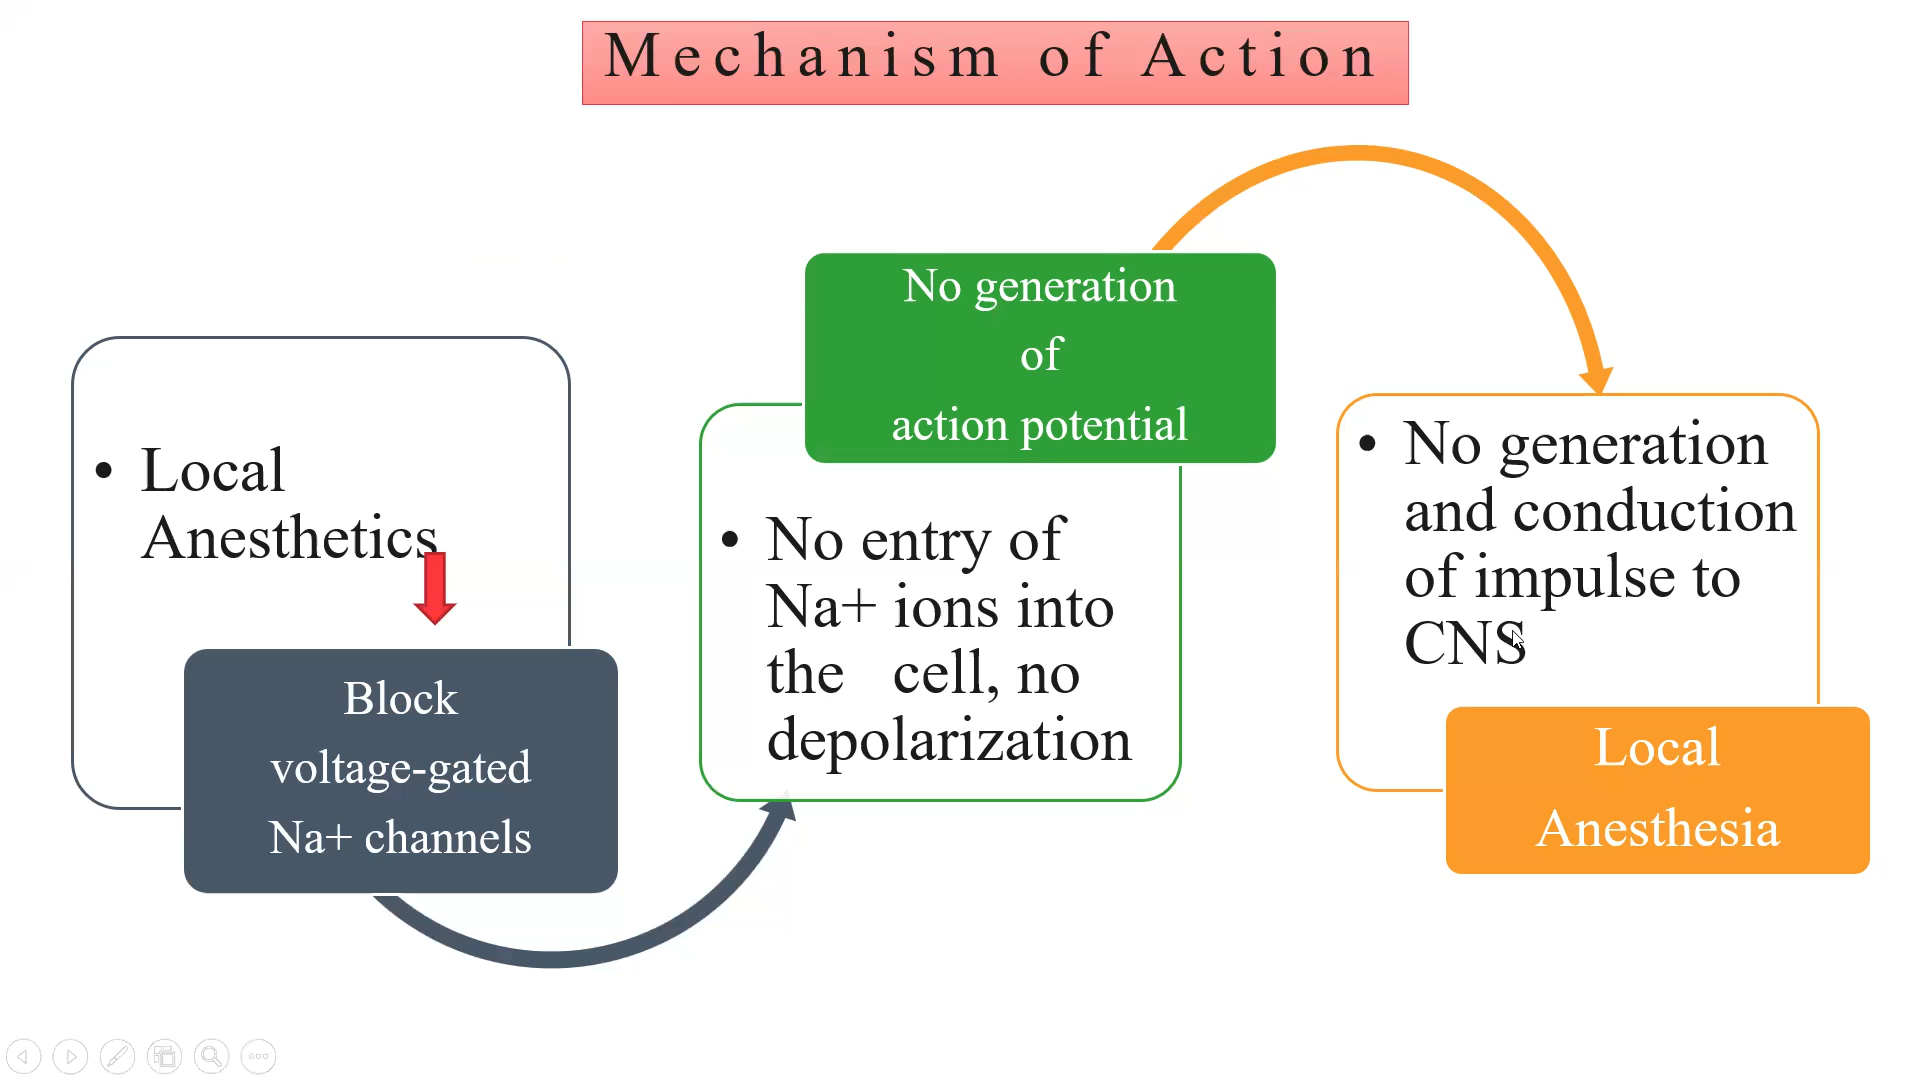 Mechanism of Action
• Local
Anesthetics
Block
voltage-gated
Na+ channels
No generation
of
action potential
• No entry of
Na+ ions into
the cell, no
depolarization
• No generation
and conduction
of impulse to
CNS
Local
Anesthesia